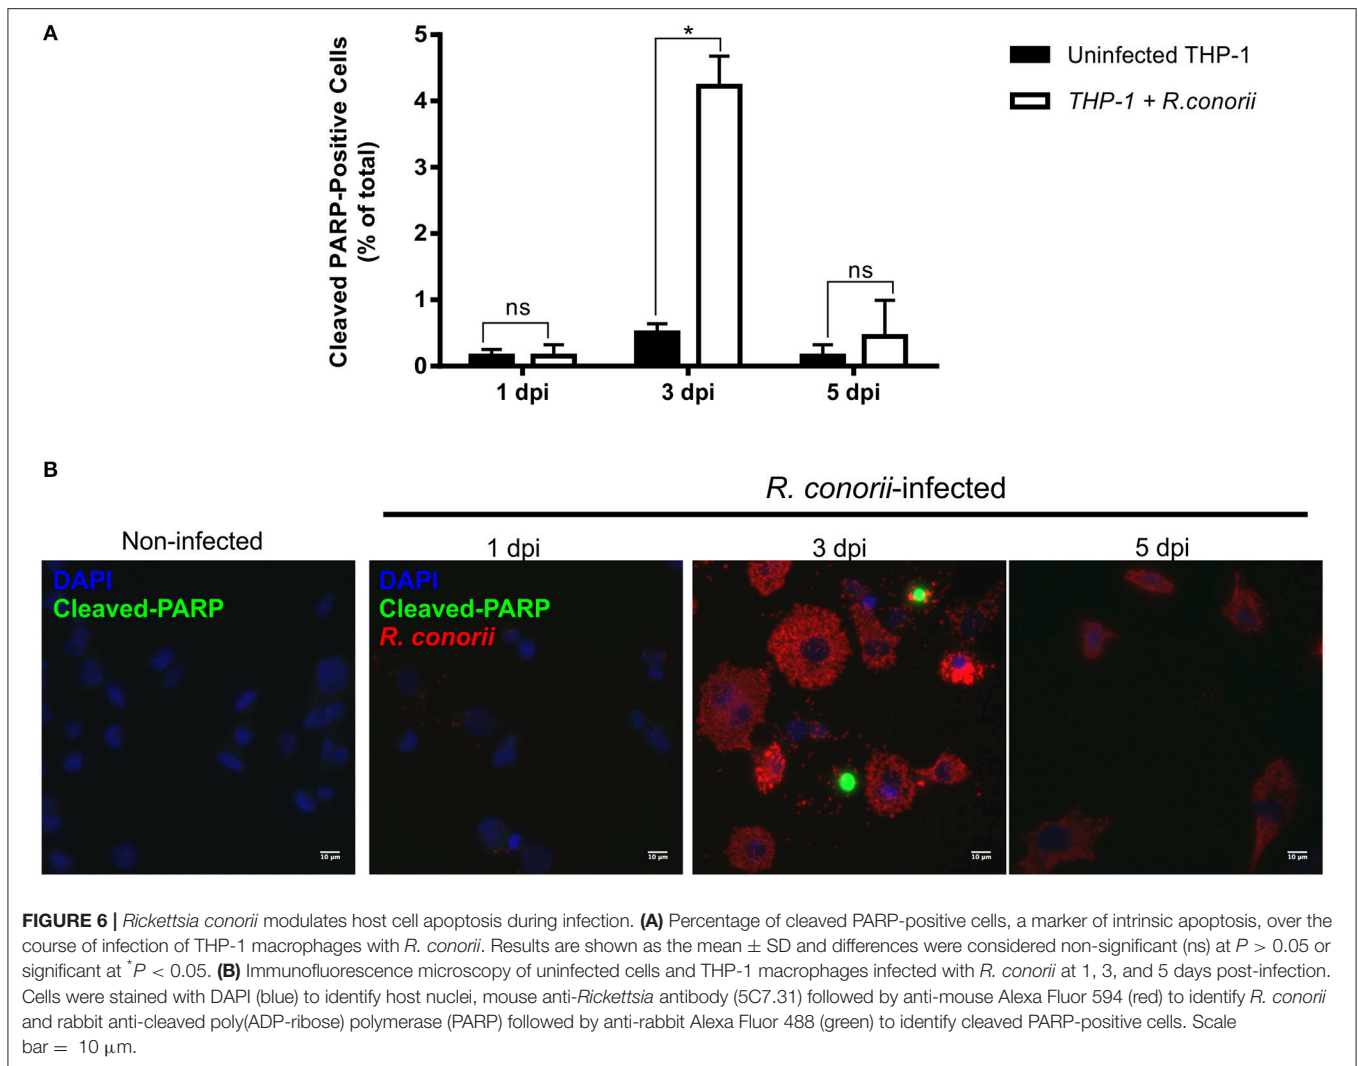 A
Cleaved PARP-Positive Cells
(% of total)
5
4
3
2
1
0
ns
*
ns
1 dpi
3 dpi
5 dpi
Uninfected THP-1
THP-1 + R.conorii
B
R. conorii-infected
Non-infected
1 dpi
3 dpi
5 dpi
DAPI
Cleaved-PARP
DAPI
Cleaved-PARP
R. conorii
10 μm
10 μm
10 μm
10 μm
FIGURE 6 | Rickettsia conorii modulates host cell apoptosis during infection. (A) Percentage of cleaved PARP-positive cells, a marker of intrinsic apoptosis, over the
course of infection of THP-1 macrophages with R. conorii. Results are shown as the mean ± SD and differences were considered non-significant (ns) at P > 0.05 or
significant at *P < 0.05. (B) Immunofluorescence microscopy of uninfected cells and THP-1 macrophages infected with R. conorii at 1, 3, and 5 days post-infection.
Cells were stained with DAPI (blue) to identify host nuclei, mouse anti-Rickettsia antibody (5C7.31) followed by anti-mouse Alexa Fluor 594 (red) to identify R. conorii
and rabbit anti-cleaved poly(ADP-ribose) polymerase (PARP) followed by anti-rabbit Alexa Fluor 488 (green) to identify cleaved PARP-positive cells. Scale
bar = 10 μm.